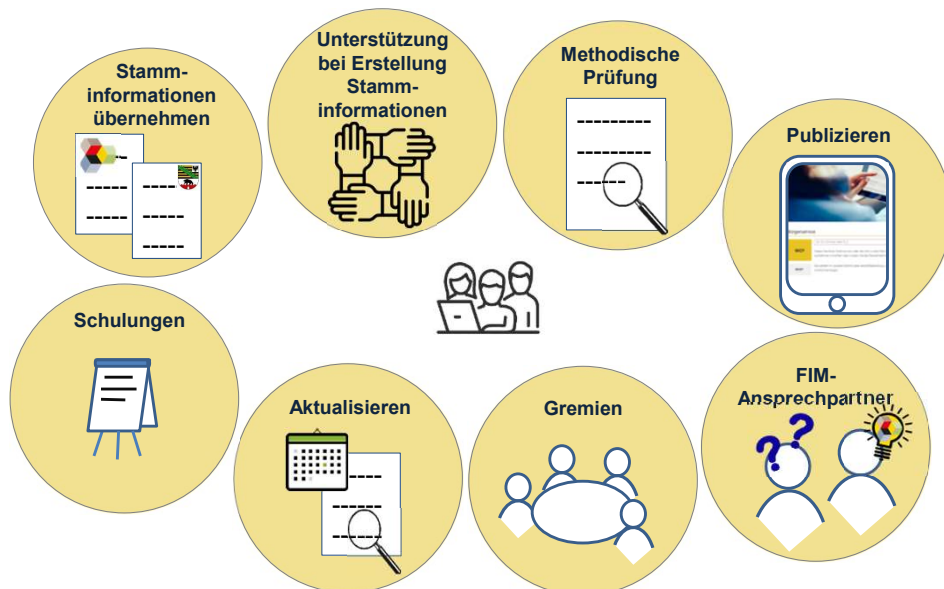 Stamm-
informationen
übernehmen
Unterstützung
bei Erstellung
Stamm-
informationen
Methodische
Prüfung
Publizieren
Schulungen
Aktualisieren
Gremien
FIM-
Ansprechpartner